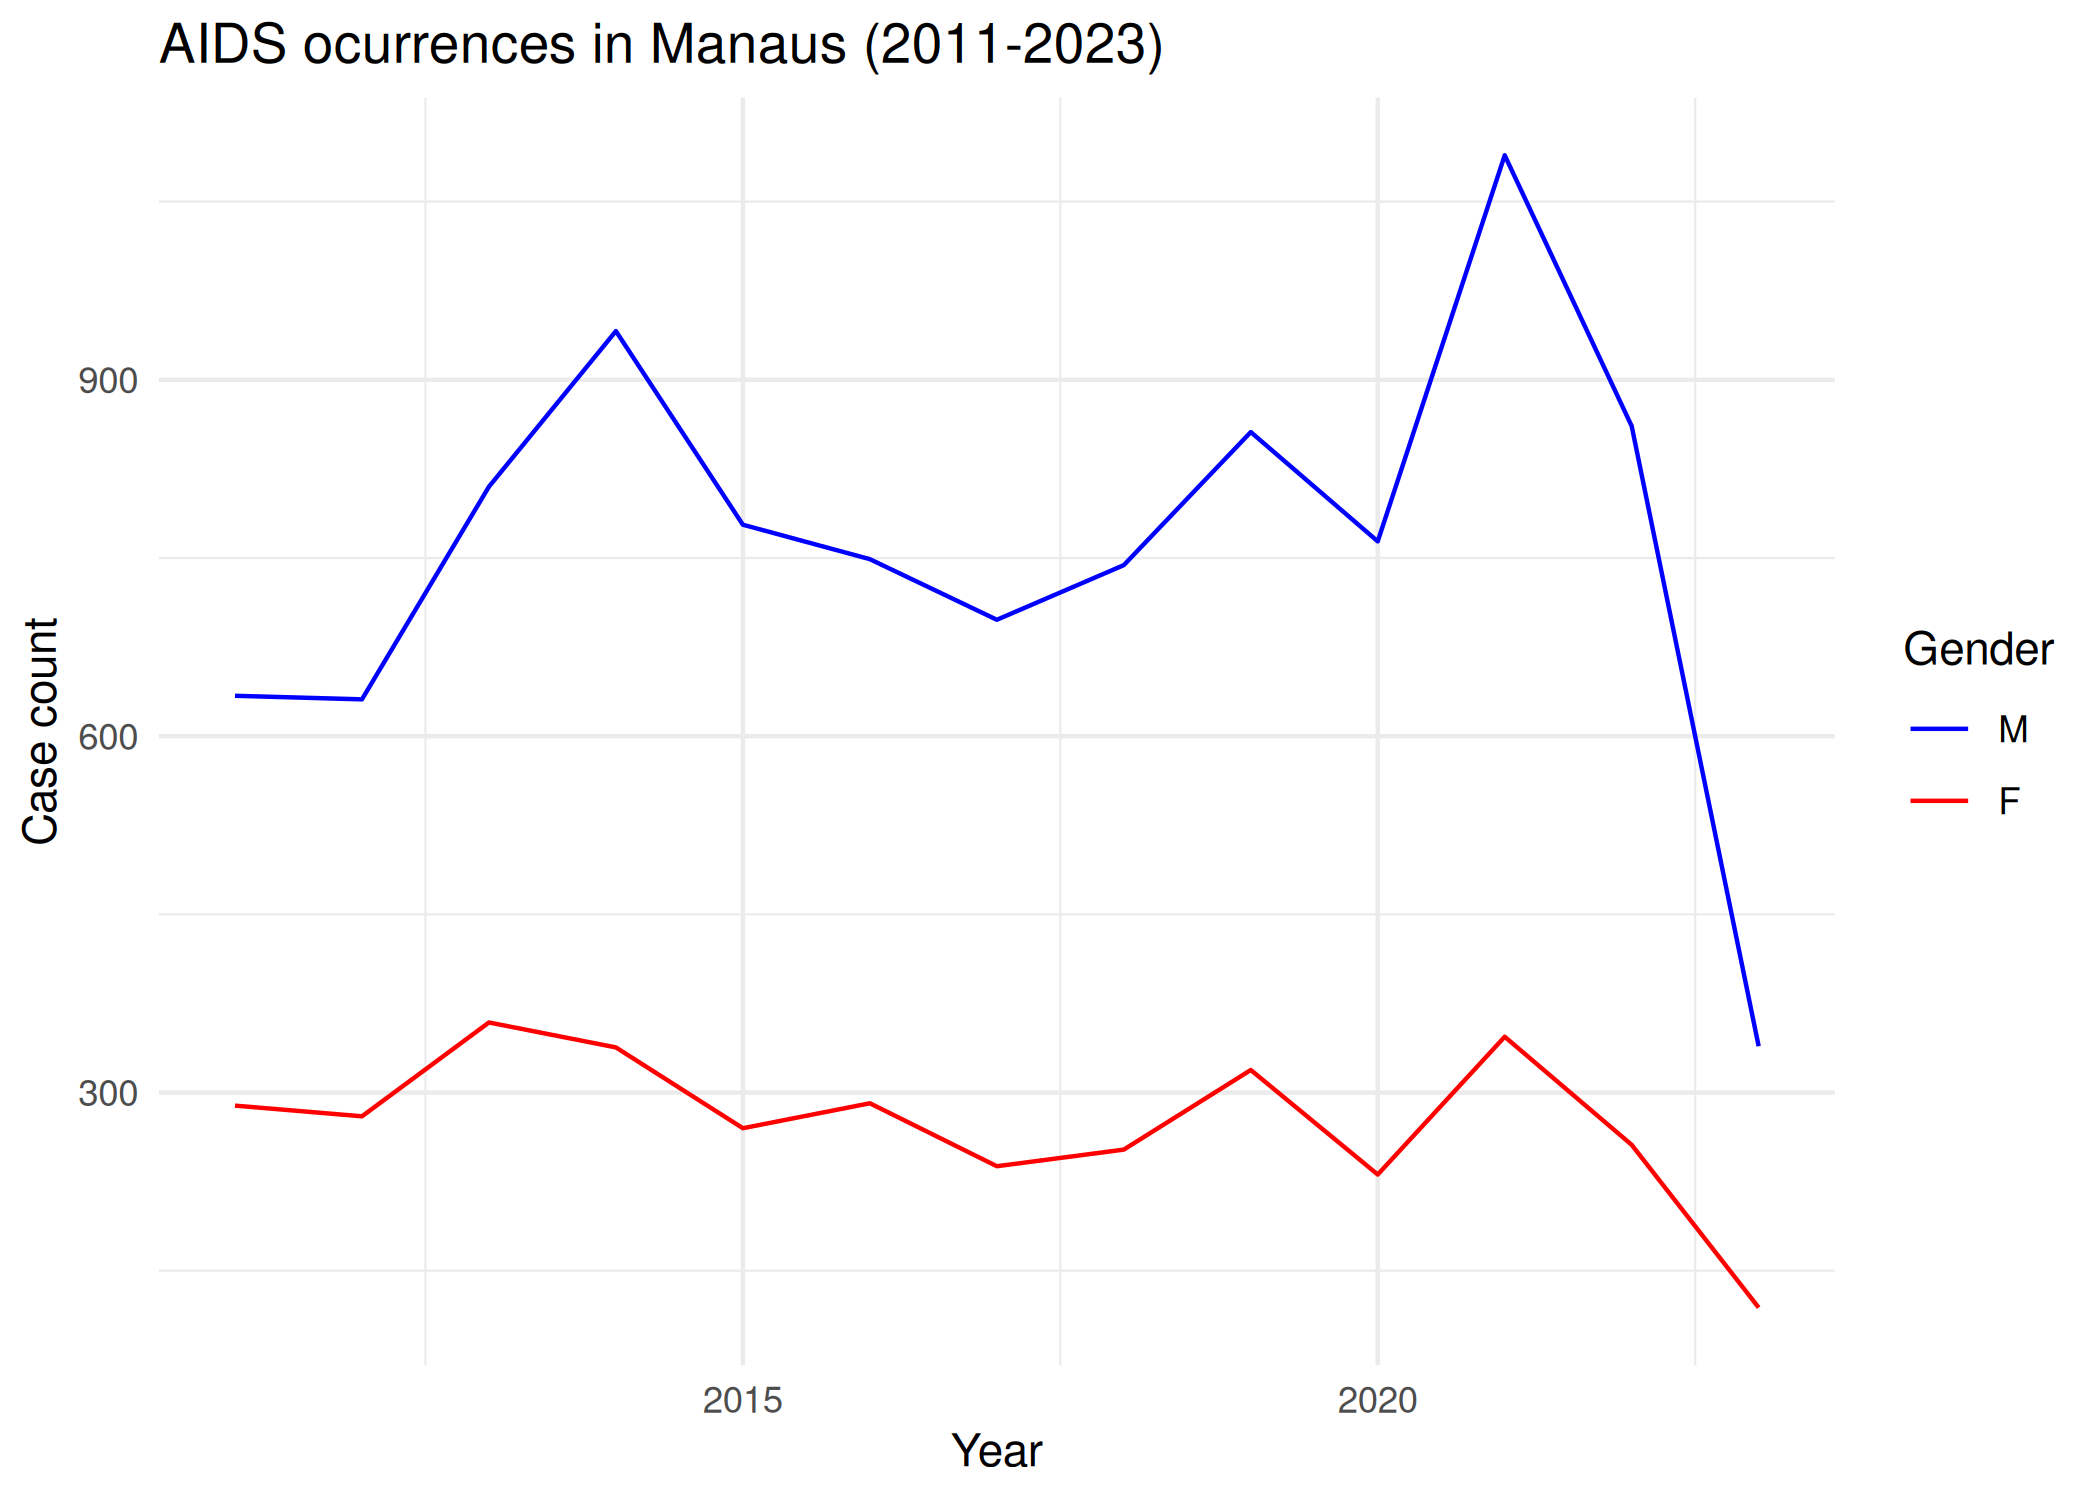 AIDS ocurrences in Manaus (2011-2023)
900
600
300
Case count
2015
2020
Year
Gender
M
F